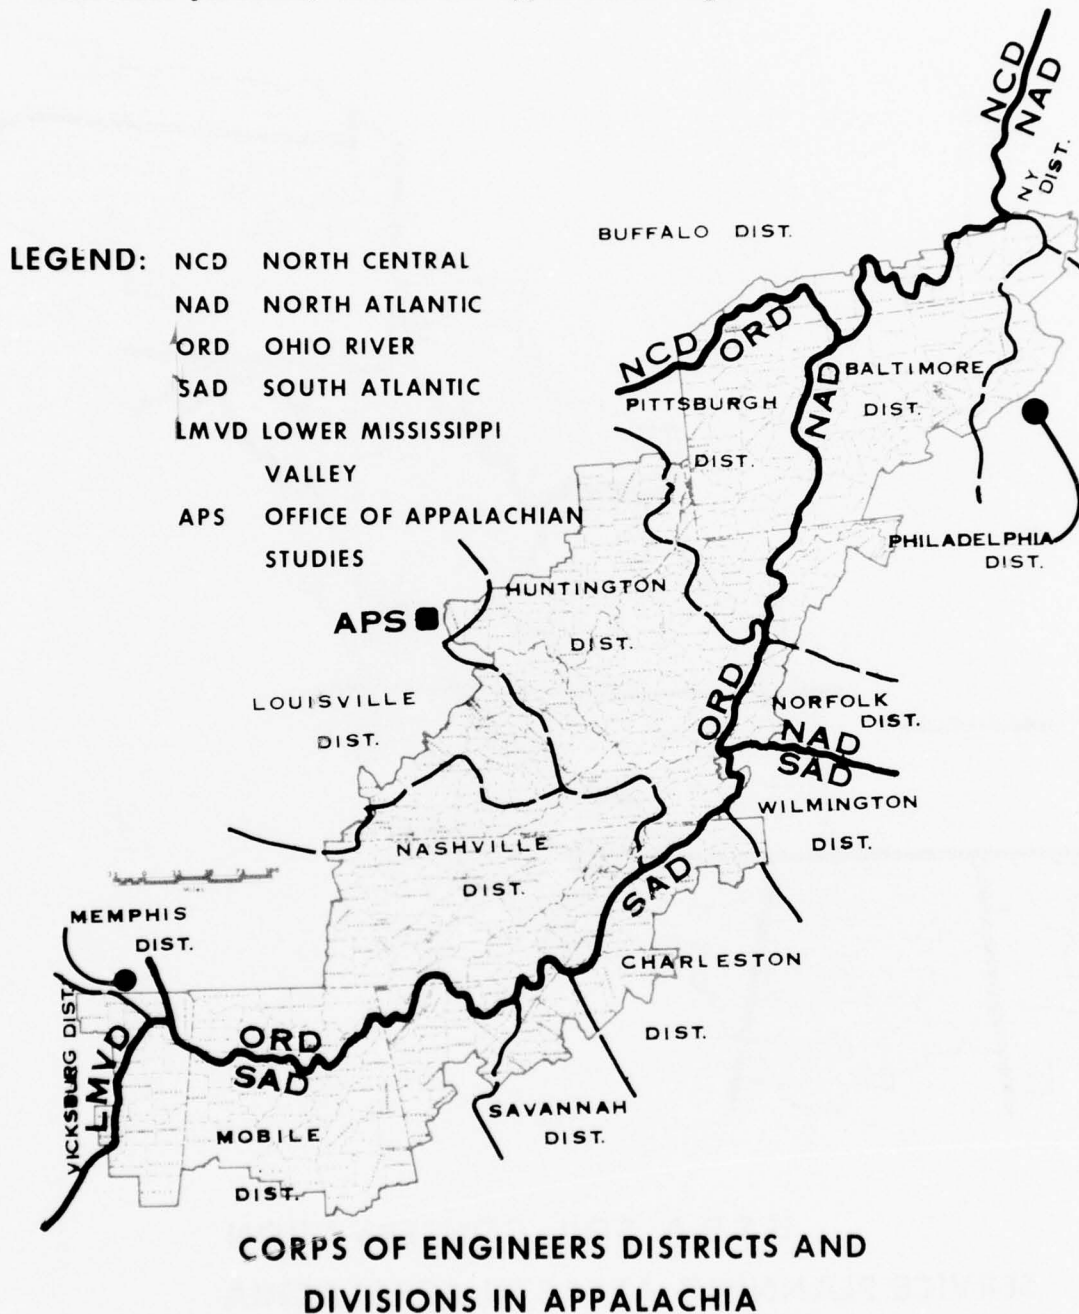 NCD
NAD
NY
DIST.
BUFFALO DIST.
LEGEND:
NCD NORTH CENTRAL
NAD NORTH ATLANTIC
ORD OHIO RIVER
SAD SOUTH ATLANTIC
LMVD LOWER MISSISSIPPI
VALLEY
APS OFFICE OF APPALACHIAN
STUDIES
NCD
ORD
NAD
BALTIMORE
DIST.
PITTSBURGH
DIST.
PHILADELPHIA
DIST.
HUNTINGTON
DIST.
APS
LOUISVILLE
DIST.
ORD
NORFOLK
DIST.
NAD
SAD
WILMINGTON
DIST.
NASHVILLE
DIST.
SAD
MEMPHIS
DIST.
CHARLESTON
DIST.
VICKSBURG DIST.
LMVD
ORD
SAD
SAVANNAH
DIST.
MOBILE
DIST.
CORPS OF ENGINEERS DISTRICTS AND
DIVISIONS IN APPALACHIA